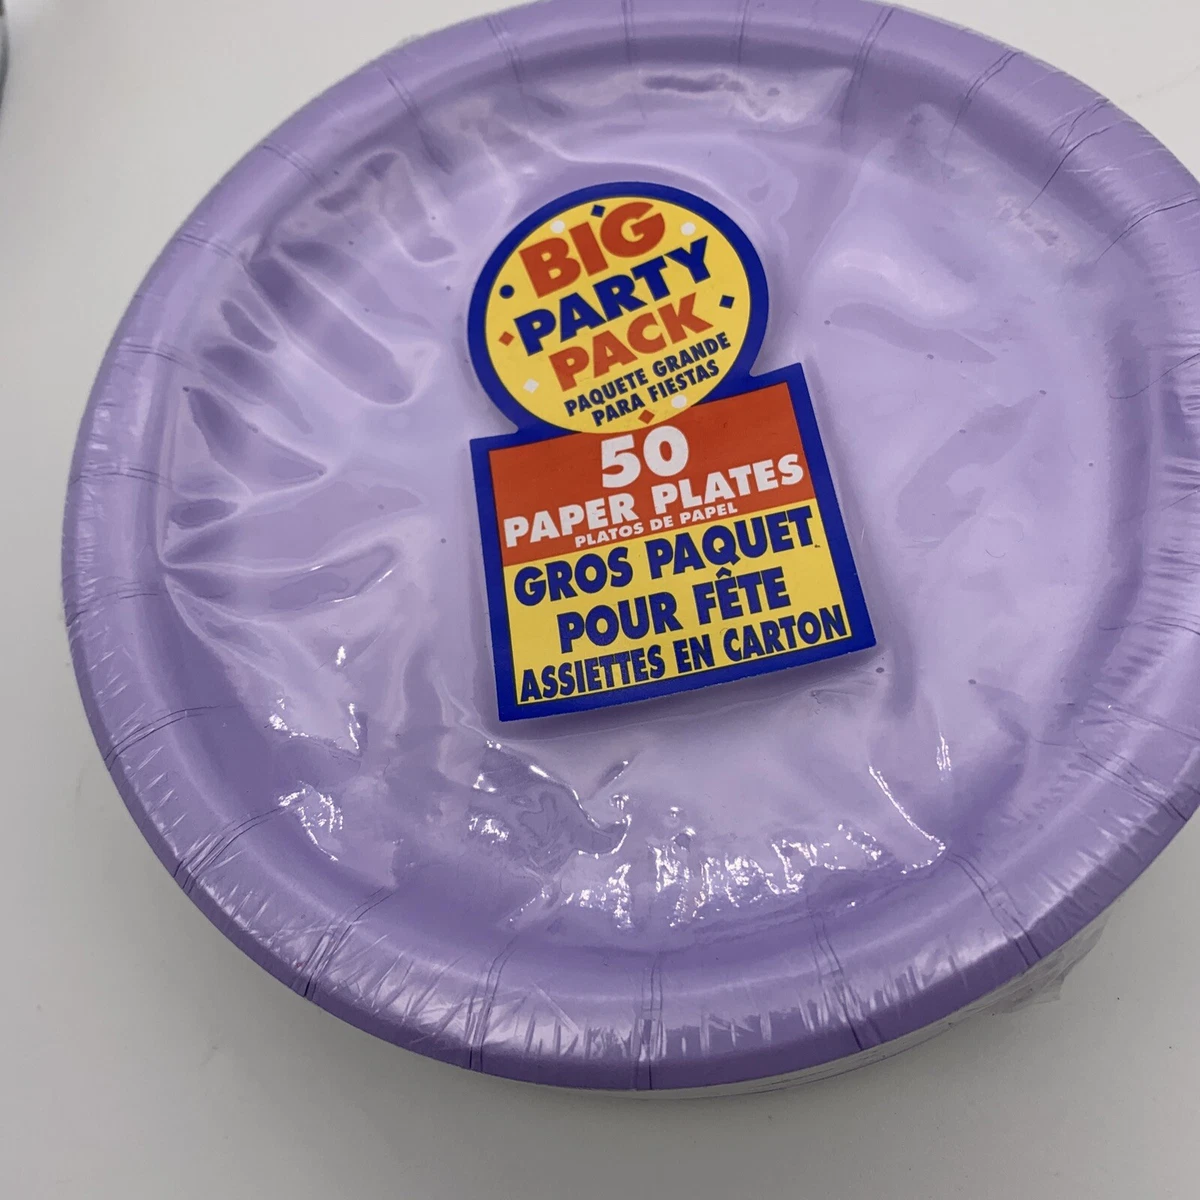 BIG
PARTY
PACK
PAQUETE GRANDE
PARA FIESTAS
50
PAPER PLATES
PLATOS DE PAPEL
GROS PAQUET
POUR FÊTE
ASSIETTES EN CARTON